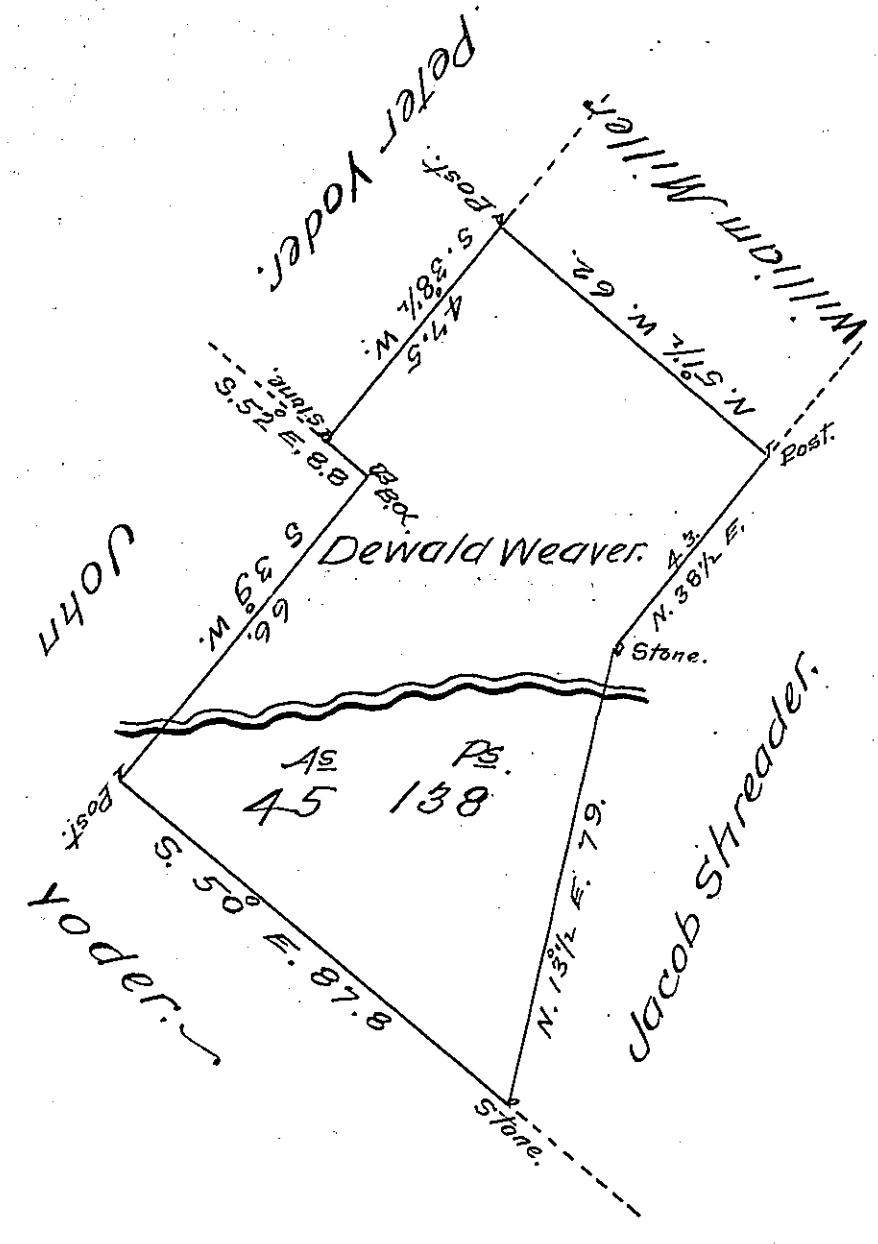 Peter Yoder.
William Miller.
Post.
S. 38½° W.
47.5
N. 51½° W. 62.
Stone.
S. 52° E. 8.8
Post.
B.O.
John
S 39° W.
66.
Dewald Weaver.
43.
N. 38½ E.
Stone.
As Ps.
45 138
Post.
Yoder.
S. 50° E. 87.8
N. 13½° E. 79.
Jacob Shreader.
Stone.